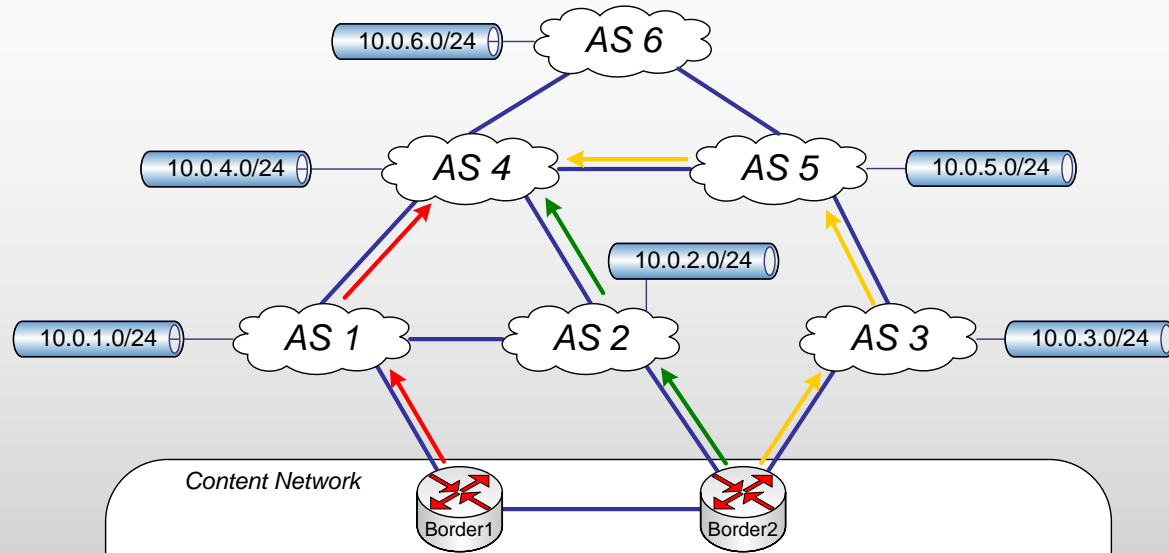 10.0.6.0/24
AS 6
10.0.4.0/24
AS 4
AS 5
10.0.5.0/24
10.0.2.0/24
10.0.1.0/24
AS 1
AS 2
AS 3
10.0.3.0/24
Content Network
Border1
Border2